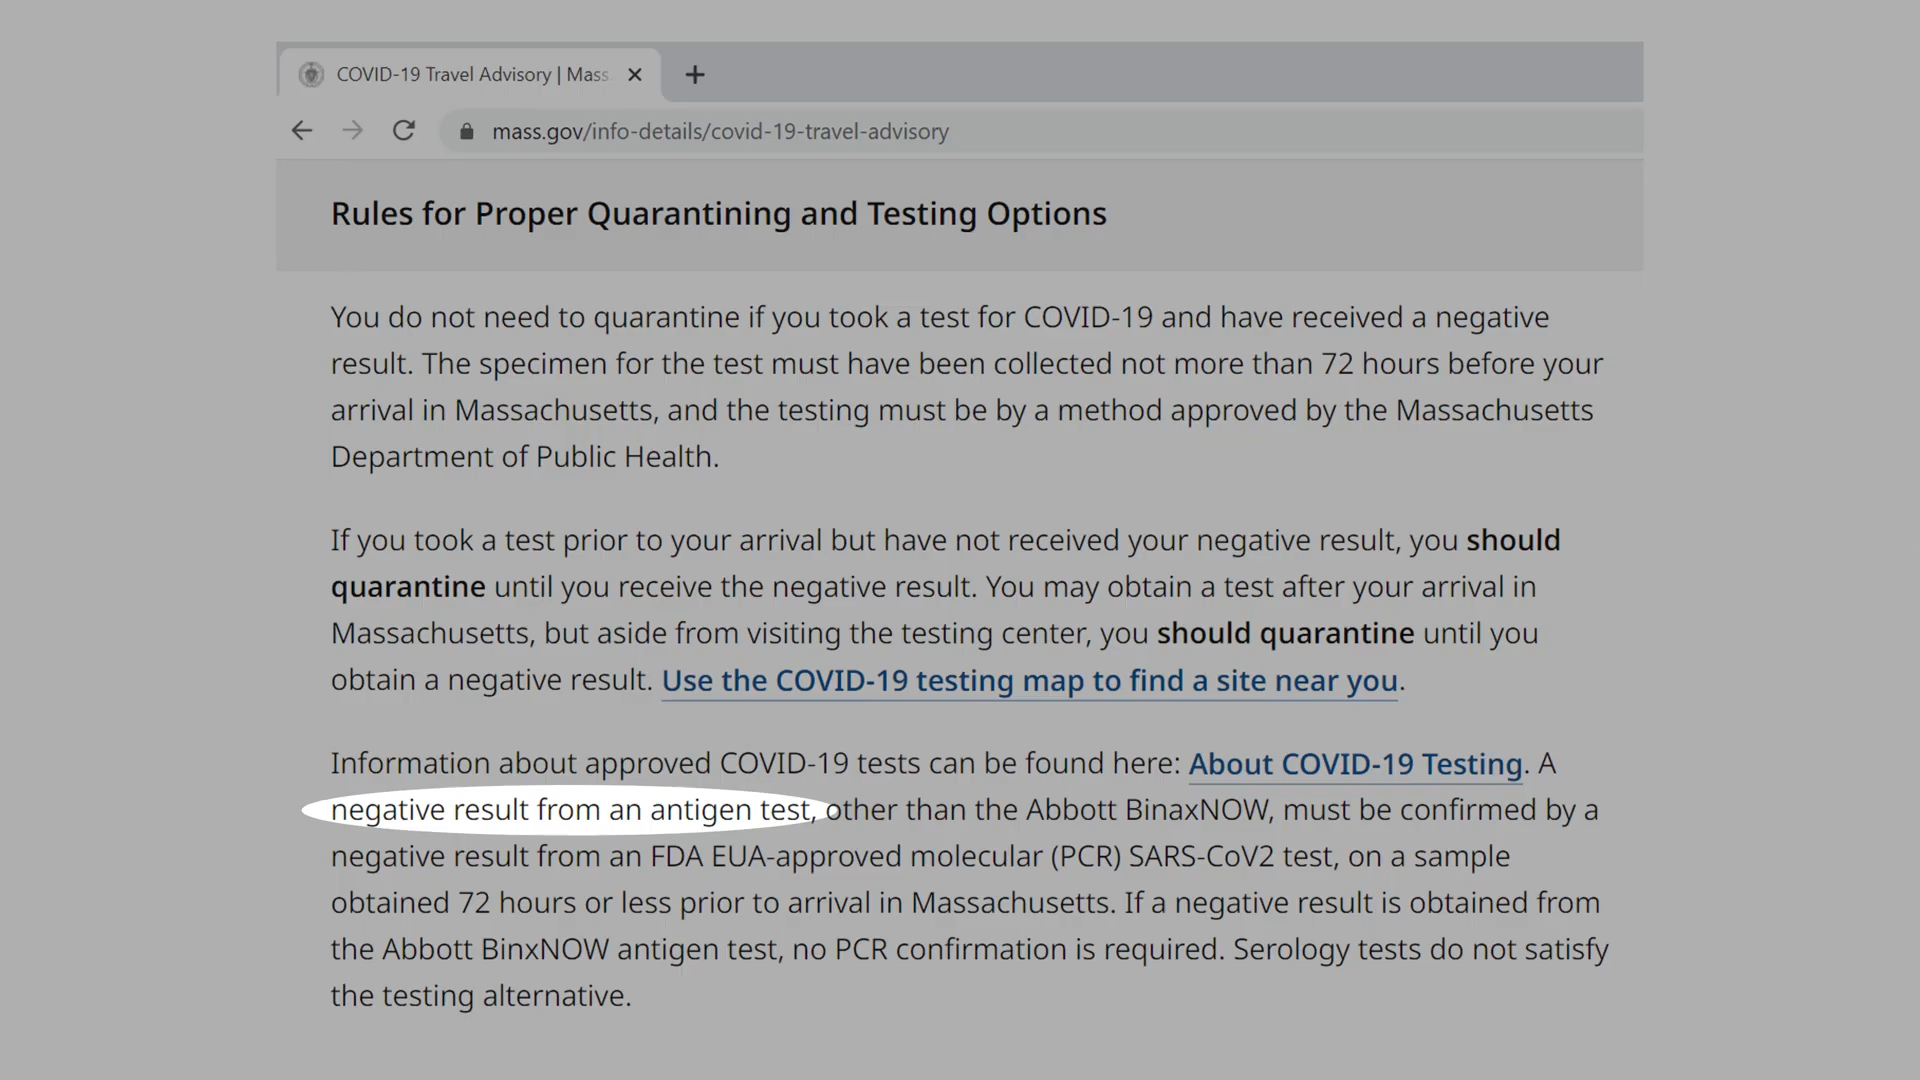 COVID-19 Travel Advisory | Mass
mass.gov/info-details/covid-19-travel-advisory
Rules for Proper Quarantining and Testing Options
You do not need to quarantine if you took a test for COVID-19 and have received a negative
result. The specimen for the test must have been collected not more than 72 hours before your
arrival in Massachusetts, and the testing must be by a method approved by the Massachusetts
Department of Public Health.
If you took a test prior to your arrival but have not received your negative result, you should
quarantine until you receive the negative result. You may obtain a test after your arrival in
Massachusetts, but aside from visiting the testing center, you should quarantine until you
obtain a negative result. Use the COVID-19 testing map to find a site near you.
Information about approved COVID-19 tests can be found here: About COVID-19 Testing. A
negative result from an antigen test, other than the Abbott BinaxNOW, must be confirmed by a
negative result from an FDA EUA-approved molecular (PCR) SARS-CoV2 test, on a sample
obtained 72 hours or less prior to arrival in Massachusetts. If a negative result is obtained from
the Abbott BinxNOW antigen test, no PCR confirmation is required. Serology tests do not satisfy
the testing alternative.